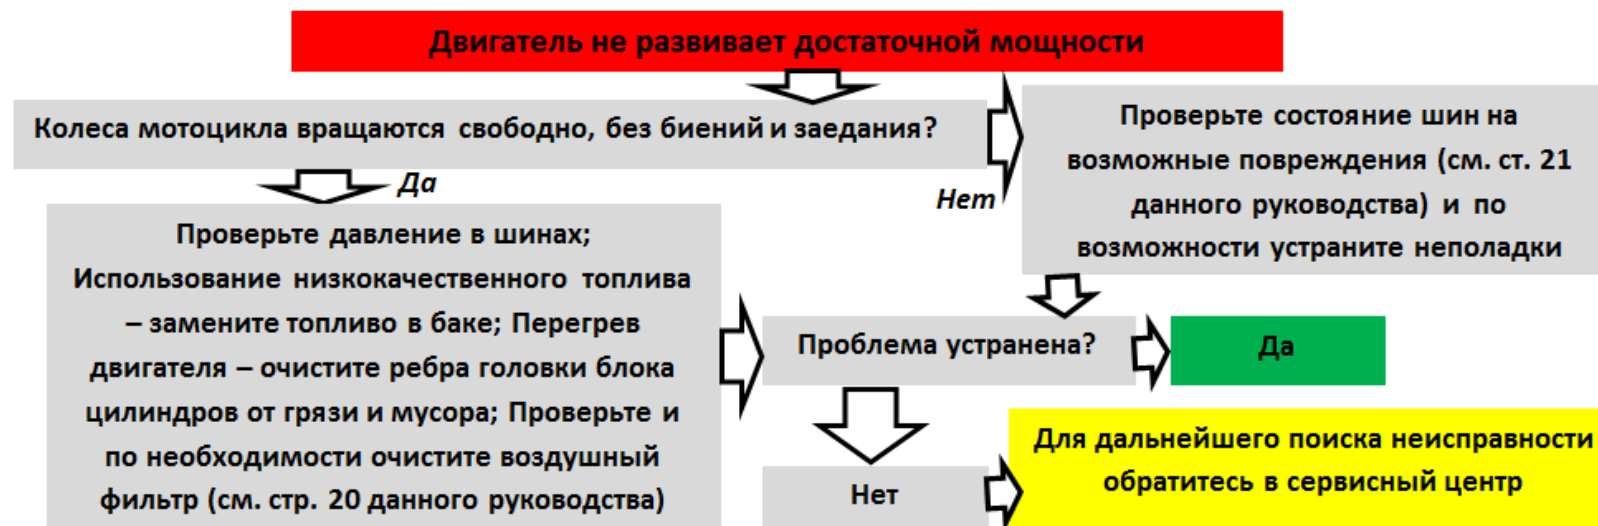 Двигатель не развивает достаточной мощности
Колеса мотоцикла вращаются свободно, без биений и заедания?
Проверьте состояние шин на
возможные повреждения (см. ст. 21
данного руководства) и по
возможности устраните неполадки
Да
Нет
Проверьте давление в шинах;
Использование низкокачественного топлива
– замените топливо в баке; Перегрев
двигателя – очистите ребра головки блока
цилиндров от грязи и мусора; Проверьте и
по необходимости очистите воздушный
фильтр (см. стр. 20 данного руководства)
Проблема устранена?
Да
Нет
Для дальнейшего поиска неисправности
обратитесь в сервисный центр